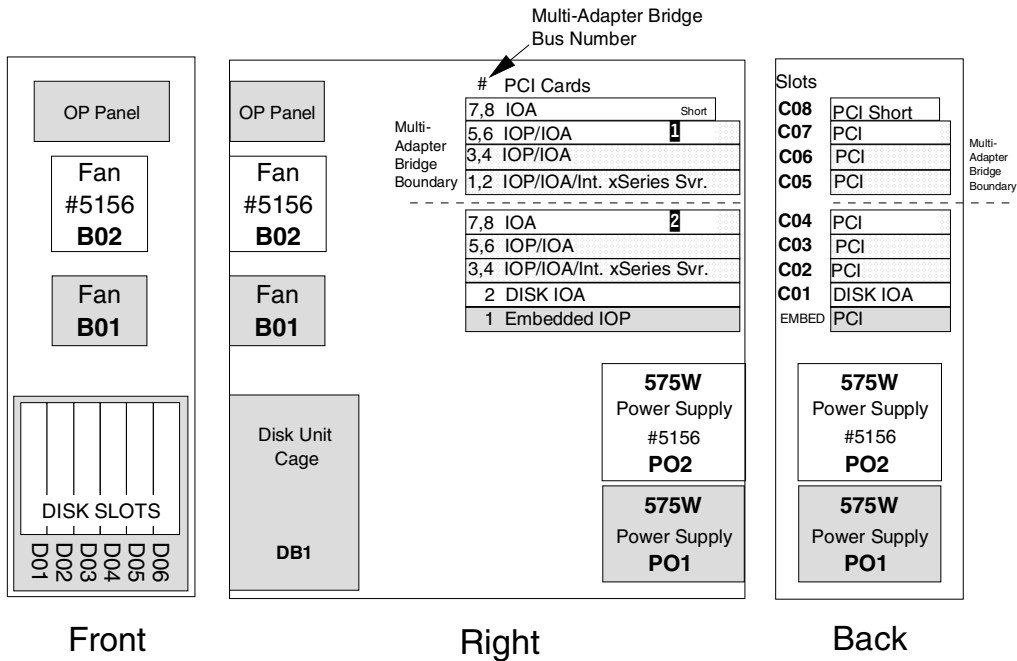 Multi-Adapter Bridge
Bus Number
OP Panel
Fan
#5156
B02
Fan
B01
DISK SLOTS
D01
D02
D03
D04
D05
D06
Front
OP Panel
Fan
#5156
B02
Fan
B01
Disk Unit
Cage
DB1
Multi-
Adapter
Bridge
Boundary
# PCI Cards
7,8 IOA Short
5,6 IOP/IOA 1
3,4 IOP/IOA
1,2 IOP/IOA/Int. xSeries Svr.
7,8 IOA 2
5,6 IOP/IOA
3,4 IOP/IOA/Int. xSeries Svr.
2 DISK IOA
1 Embedded IOP
575W
Power Supply
#5156
PO2
575W
Power Supply
PO1
Right
Slots
C08 PCI Short
C07 PCI
C06 PCI
C05 PCI
C04 PCI
C03 PCI
C02 PCI
C01 DISK IOA
EMBED PCI
Multi-
Adapter
Bridge
Boundary
575W
Power Supply
#5156
PO2
575W
Power Supply
PO1
Back